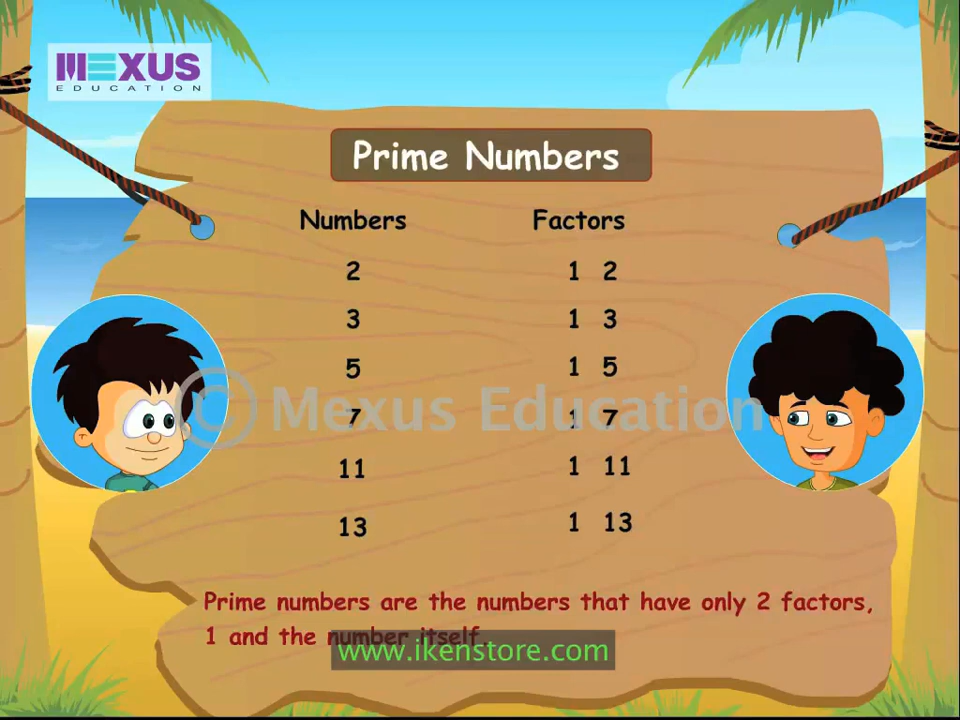 MEXUS
EDUCATION
Prime Numbers
Numbers Factors
2 1 2
3 1 3
5 1 5
7 1 7
© Mexus Education
11 1 11
13 1 13
Prime numbers are the numbers that have only 2 factors,
1 and the number itself.
www.ikenstore.com